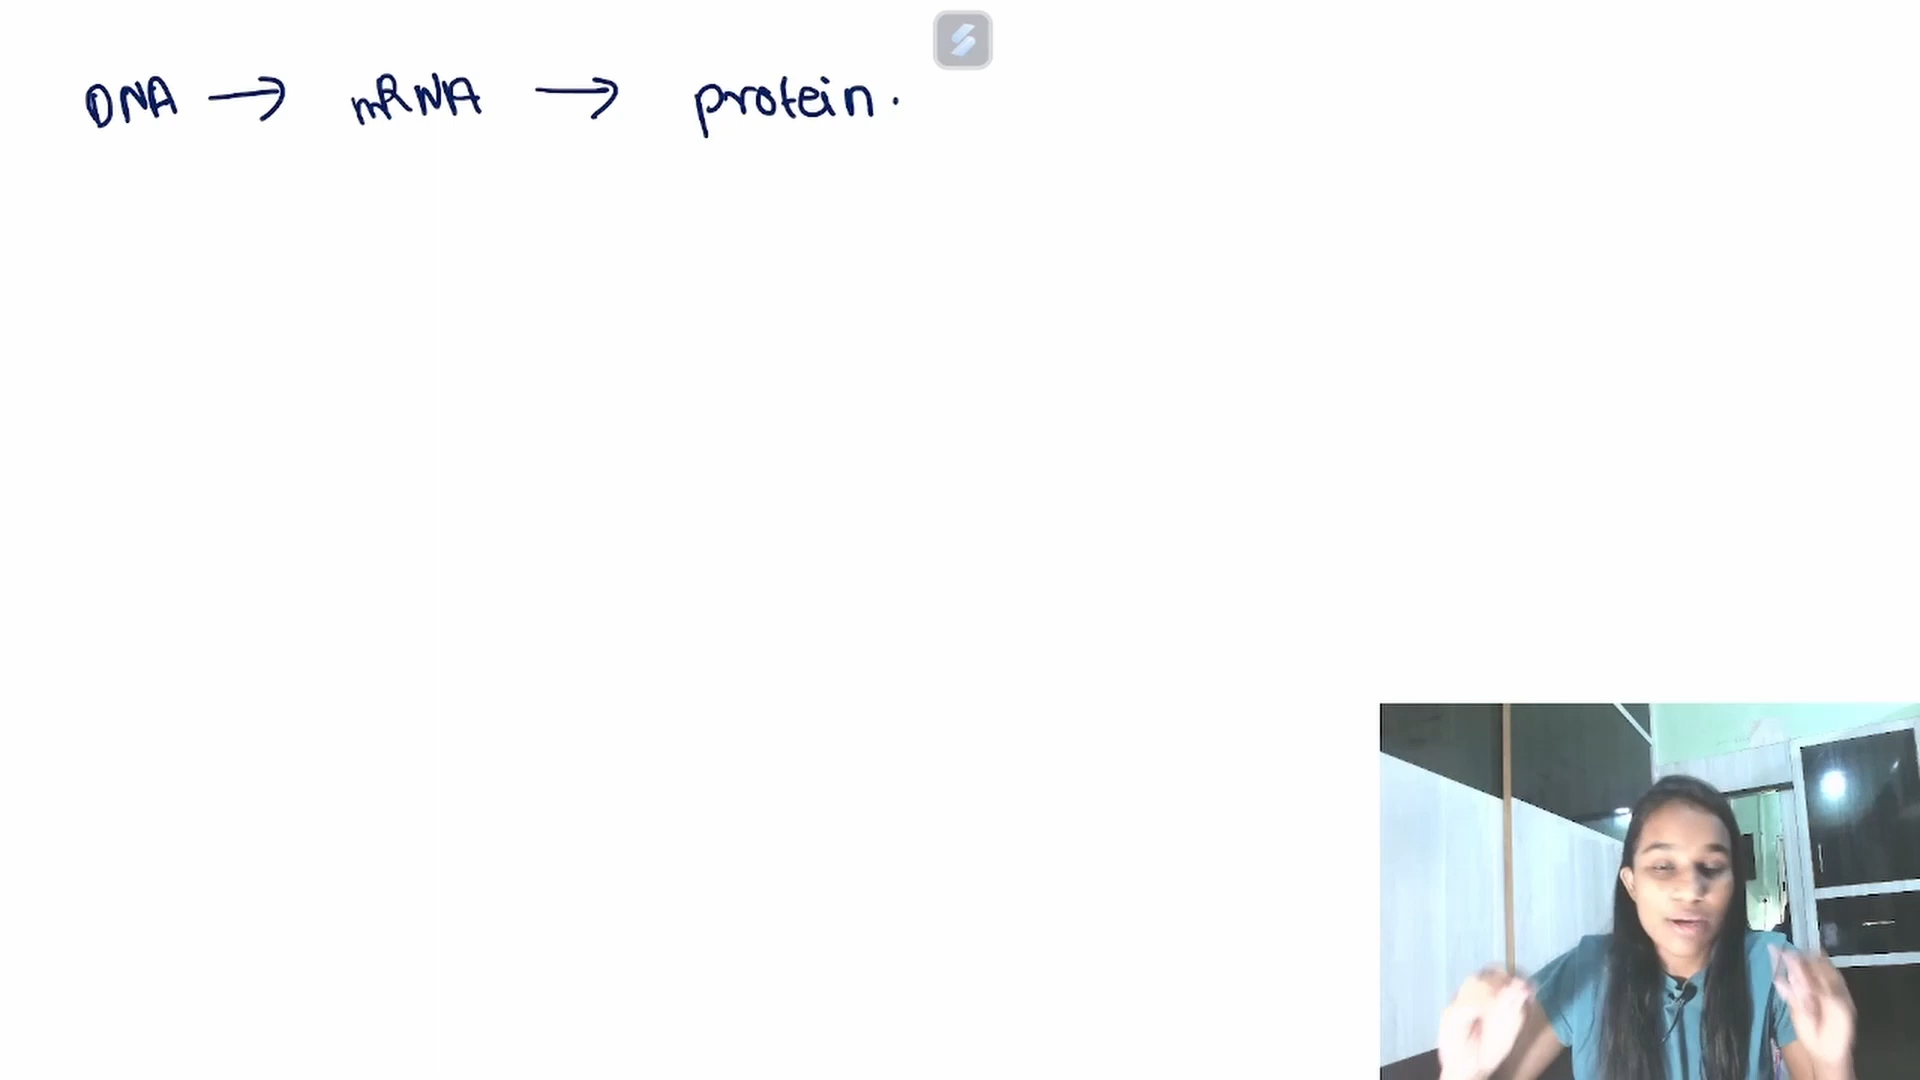 DNA → mRNA → protein.